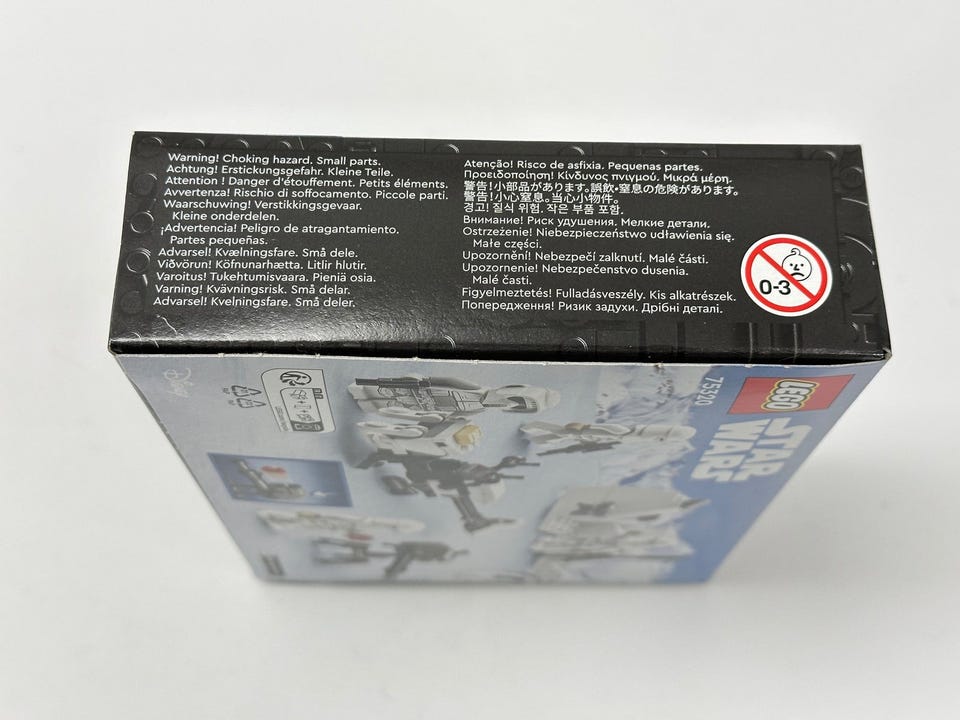 Warning! Choking hazard. Small parts.
Achtung! Erstickungsgefahr. Kleine Teile.
Attention ! Danger d'étouffement. Petits éléments.
Avvertenza! Rischio di soffocamento. Piccole parti.
Waarschuwing! Verstikkingsgevaar.
Kleine onderdelen.
¡Advertencia! Peligro de atragantamiento.
Partes pequeñas.
Advarsel! Kvælningsfare. Små dele.
Viðvörun! Köfnunarhætta. Litlir hlutir.
Varoitus! Tukehtumisvaara. Pieniä osia.
Varning! Kvävningsrisk. Små delar.
Advarsel! Kvelningsfare. Små deler.
Atenção! Risco de asfixia. Pequenas partes.
Προειδοποίηση! Κίνδυνος πνιγμού. Μικρά μέρη.
警告!小部品があります。誤飲・窒息の危険があります。
警告!小心窒息。当心小物件。
경고! 질식 위험. 작은 부품 포함.
Внимание! Риск удушения. Мелкие детали.
Ostrzeżenie! Niebezpieczeństwo udławienia się.
Małe części.
Upozornění! Nebezpečí zalknutí. Malé části.
Upozornenie! Nebezpečenstvo dusenia.
Malé časti.
Figyelmeztetés! Fulladásveszély. Kis alkatrészek.
Попередження! Ризик задухи. Дрібні деталі.
0-3
LEGO
75320
STAR
WARS
Disney